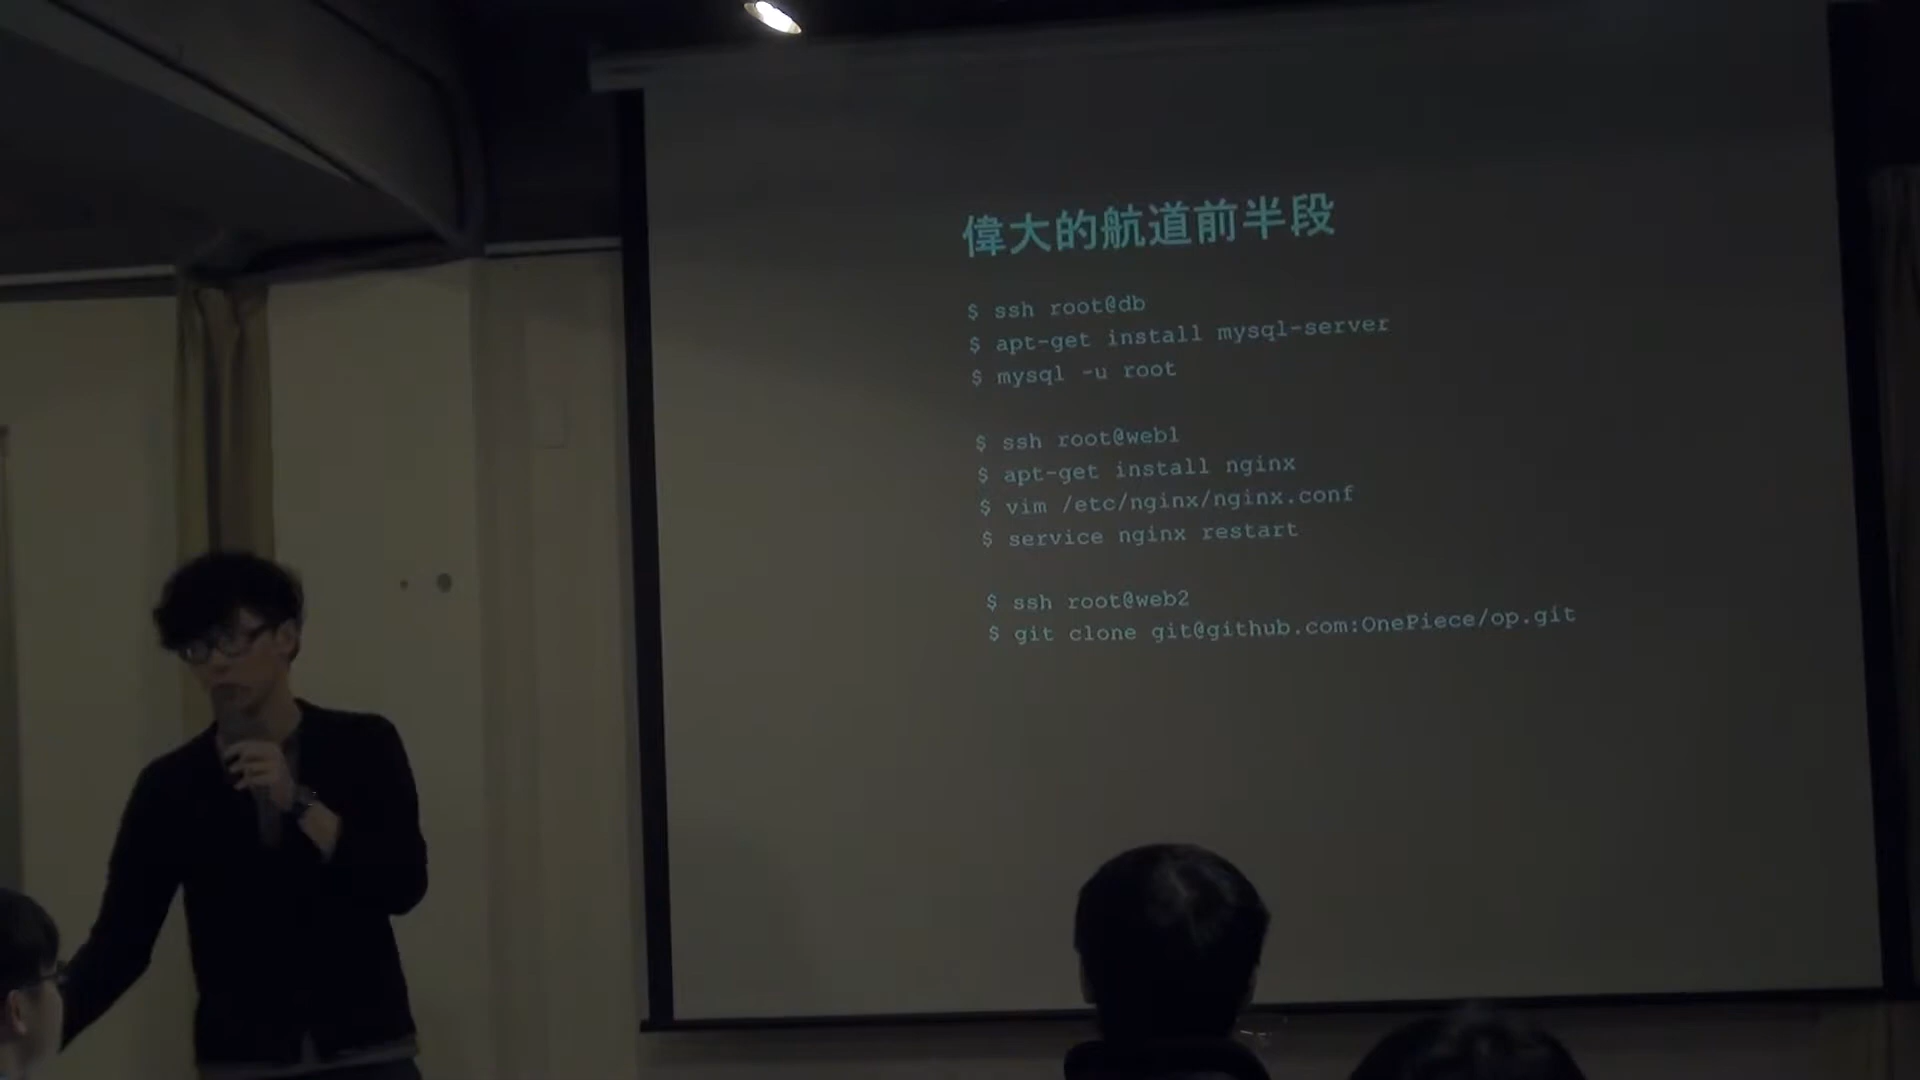 偉大的航道前半段
$ ssh root@db
$ apt-get install mysql-server
$ mysql -u root
$ ssh root@web1
$ apt-get install nginx
$ vim /etc/nginx/nginx.conf
$ service nginx restart
$ ssh root@web2
$ git clone git@github.com:OnePiece/op.git